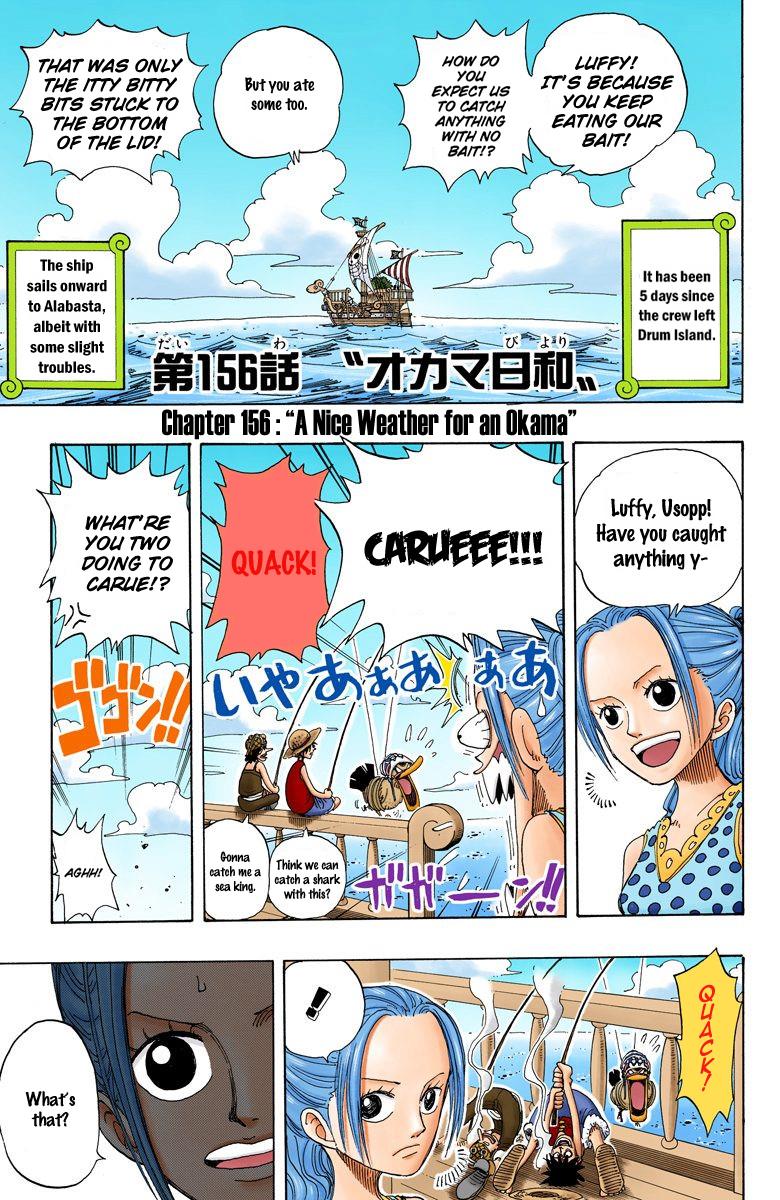 LUFFY!
IT'S BECAUSE
YOU KEEP
EATING OUR
BAIT!
HOW DO
YOU
EXPECT US
TO CATCH
ANYTHING
WITH NO
BAIT!?
But you ate
some too.
THAT WAS ONLY
THE ITTY BITTY
BITS STUCK TO
THE BOTTOM
OF THE LID!
It has been
5 days since
the crew left
Drum Island.
The ship
sails onward
to Alabasta,
albeit with
some slight
troubles.
だい わ びより
第156話 〝オカマ日和〟
Chapter 156 : “A Nice Weather for an Okama”
Luffy, Usopp!
Have you caught
anything y-
CARUEEE!!!
QUACK!
いやああぁあぁあ
Think we can
catch a shark
with this?
Gonna
catch me a
sea king.
ガガーン!!
WHAT'RE
YOU TWO
DOING TO
CARUE!?
ゴゴン!!
AGHH!
QUACK!
!
What's
that?